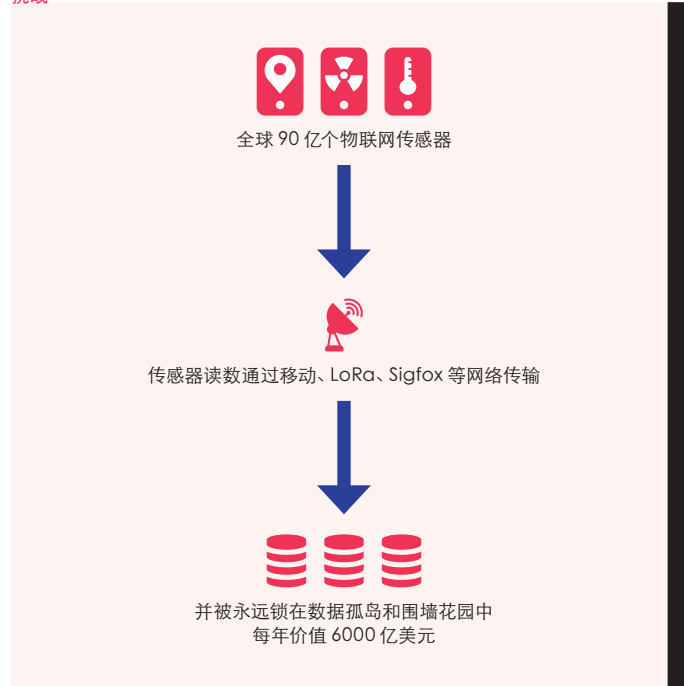 挑战
全球 90 亿个物联网传感器
传感器读数通过移动、LoRa、Sigfox 等网络传输
并被永远锁在数据孤岛和围墙花园中
每年价值 6000 亿美元